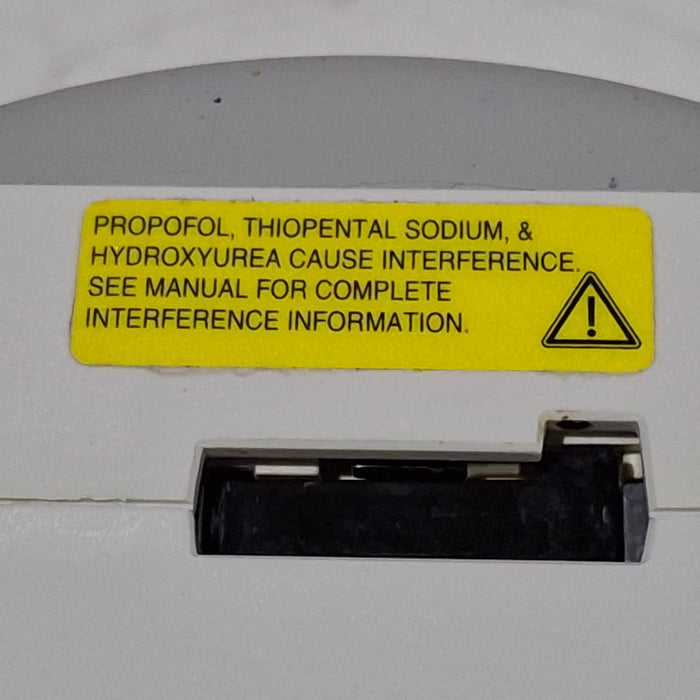 PROPOFOL, THIOPENTAL SODIUM, &
HYDROXYUREA CAUSE INTERFERENCE.
SEE MANUAL FOR COMPLETE
INTERFERENCE INFORMATION.
!